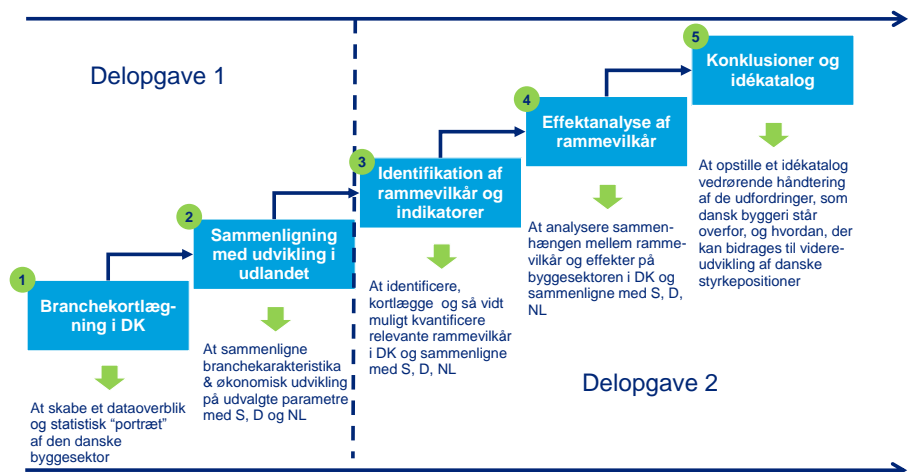 Delopgave 1
1
Branchekortlæg-
ning i DK
At skabe et dataoverblik
og statistisk “portræt”
af den danske
byggesektor
2
Sammenligning
med udvikling i
udlandet
At sammenligne
branchekarakteristika
& økonomisk udvikling
på udvalgte parametre
med S, D og NL
3
Identifikation af
rammevilkår og
indikatorer
At identificere,
kortlægge og så vidt
muligt kvantificere
relevante rammevilkår
i DK og sammenligne
med S, D, NL
4
Effektanalyse af
rammevilkår
At analysere sammen-
hængen mellem ramme-
vilkår og effekter på
byggesektoren i DK og
sammenligne med S, D,
NL
5
Konklusioner og
idékatalog
At opstille et idékatalog
vedrørende håndtering
af de udfordringer, som
dansk byggeri står
overfor, og hvordan, der
kan bidrages til videre-
udvikling af danske
styrkepositioner
Delopgave 2